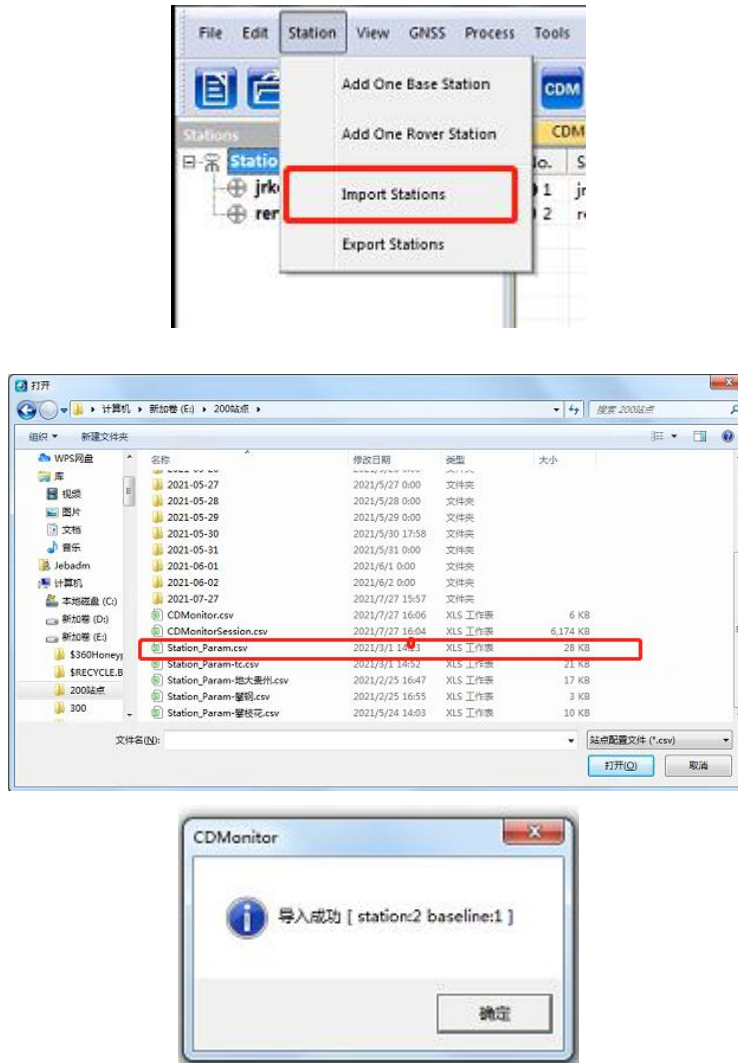 File Edit Station View GNSS Process Tools
Add One Base Station
CDM
Add One Rover Station
Stations
CDM
Import Stations
1
2
Export Stations
打开
计算机 新加卷 (E:) 200站点
搜索 200站点
组织 新建文件夹
WPS网盘
名称 修改日期 类型 大小
库
2021-05-27 2021/5/27 0:00 文件夹
视频
2021-05-28 2021/5/28 0:00 文件夹
图片
2021-05-29 2021/5/29 0:00 文件夹
文档
2021-05-30 2021/5/30 17:58 文件夹
音乐
2021-05-31 2021/5/31 0:00 文件夹
Jebadm
2021-06-01 2021/6/1 0:00 文件夹
计算机
2021-06-02 2021/6/2 0:00 文件夹
本地磁盘 (C:)
2021-07-27 2021/7/27 15:57 文件夹
新加卷 (D:)
CDMonitor.csv 2021/7/27 16:06 XLS 工作表 6 KB
新加卷 (E:)
CDMonitorSession.csv 2021/7/27 16:04 XLS 工作表 6,174 KB
$360Honeyp
Station_Param.csv 2021/3/1 XLS 工作表 28 KB
$RECYCLE.B
Station_Param-tc.csv 2021/3/1 14:52 XLS 工作表 21 KB
200站点
Station_Param-地大贵州.csv 2021/2/25 16:47 XLS 工作表 17 KB
300
Station_Param-攀钢.csv 2021/2/25 16:55 XLS 工作表 3 KB
Station_Param-攀枝花.csv 2021/5/24 14:03 XLS 工作表 10 KB
文件名(N):
站点配置文件 (*.csv)
打开(O) 取消
CDMonitor
导入成功 [ station:2 baseline:1 ]
确定